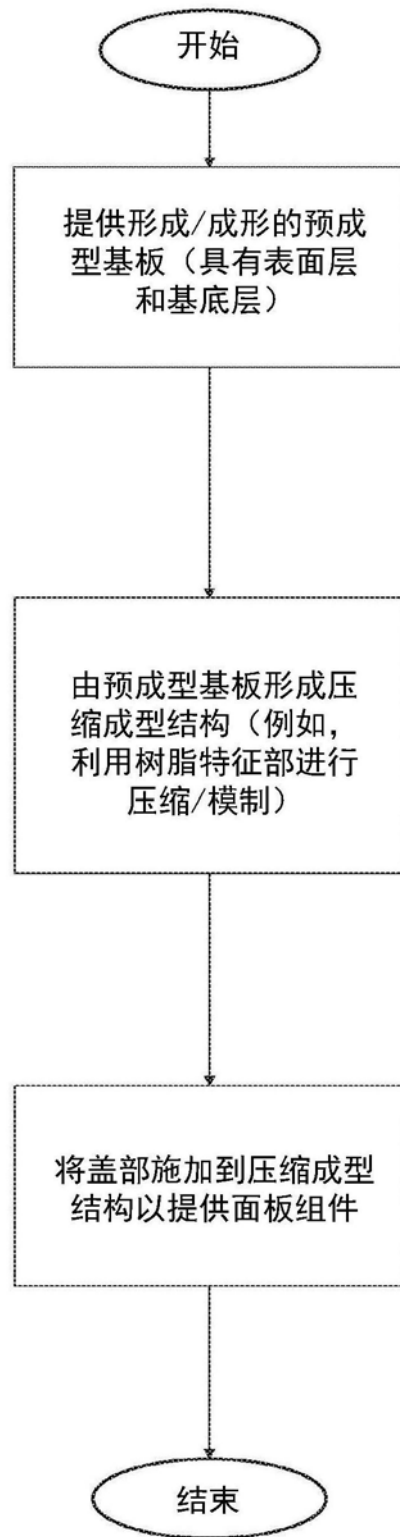 开始
提供形成/成形的预成
型基板（具有表面层
和基底层）
由预成型基板形成压
缩成型结构（例如，
利用树脂特征部进行
压缩/模制）
将盖部施加到压缩成型
结构以提供面板组件
结束